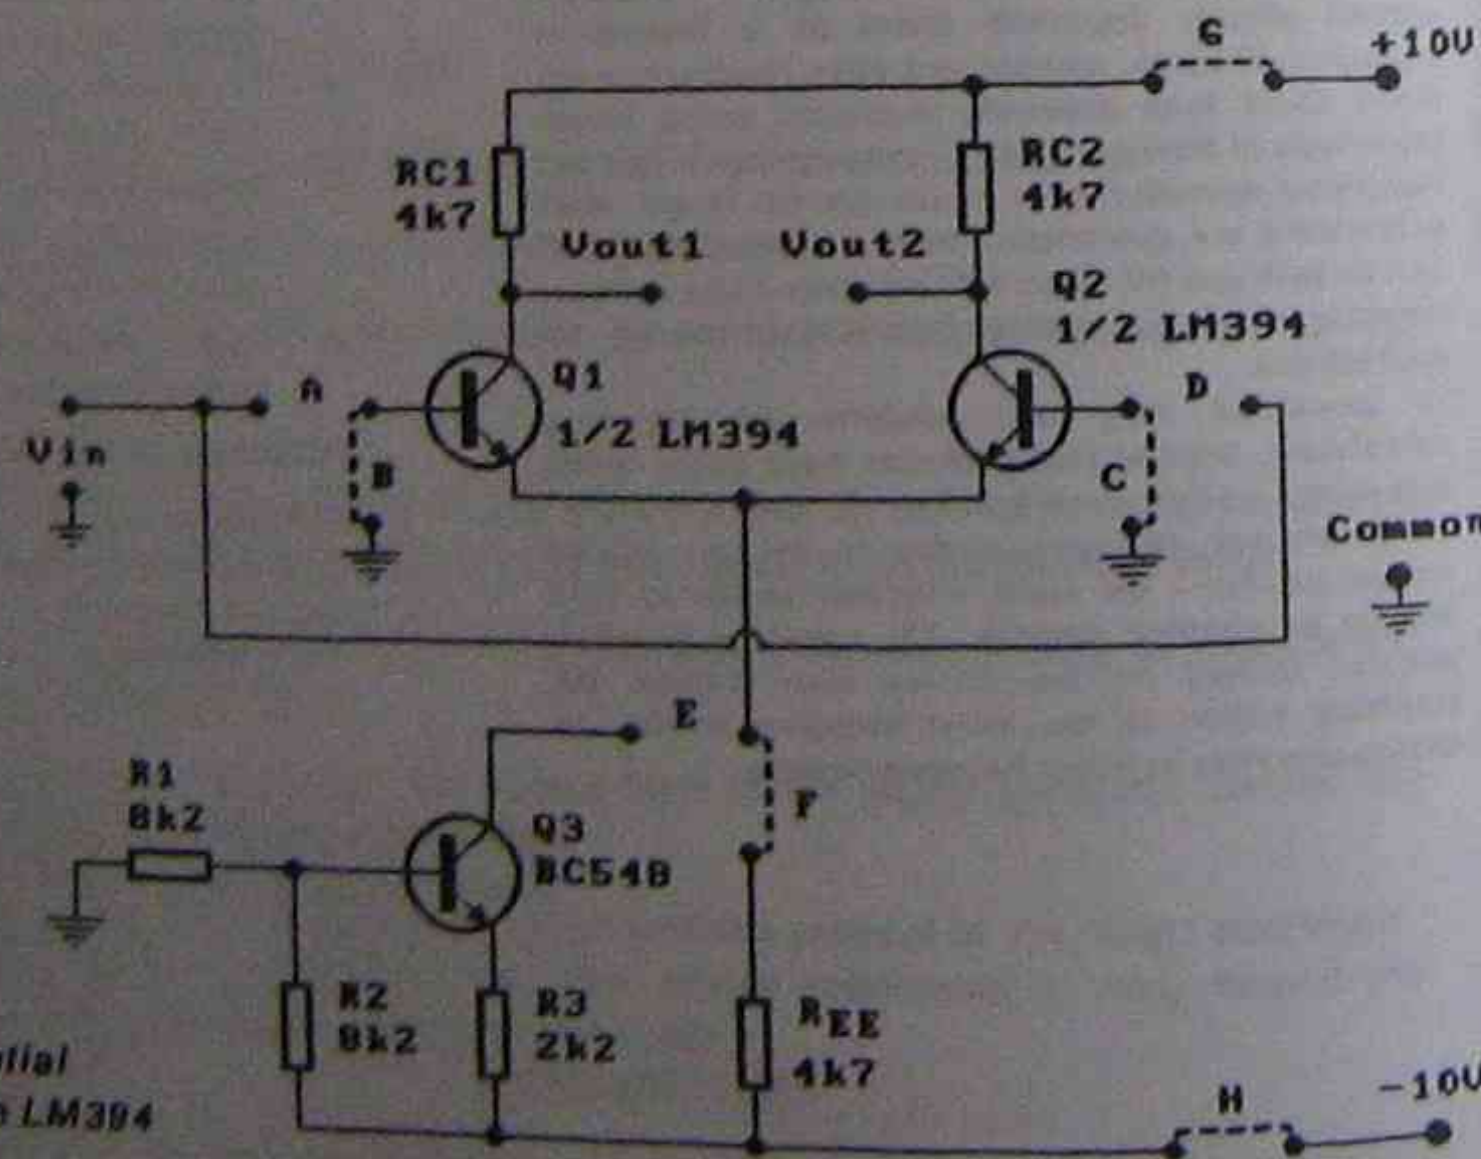 G
+10V
RC1
4k7
RC2
4k7
Vout1
Vout2
Q2
1/2 LM394
A
Q1
1/2 LM394
D
Vin
B
C
Common
E
R1
8k2
Q3
BC548
F
R2
8k2
R3
2k2
REE
4k7
H
-10V
LM394